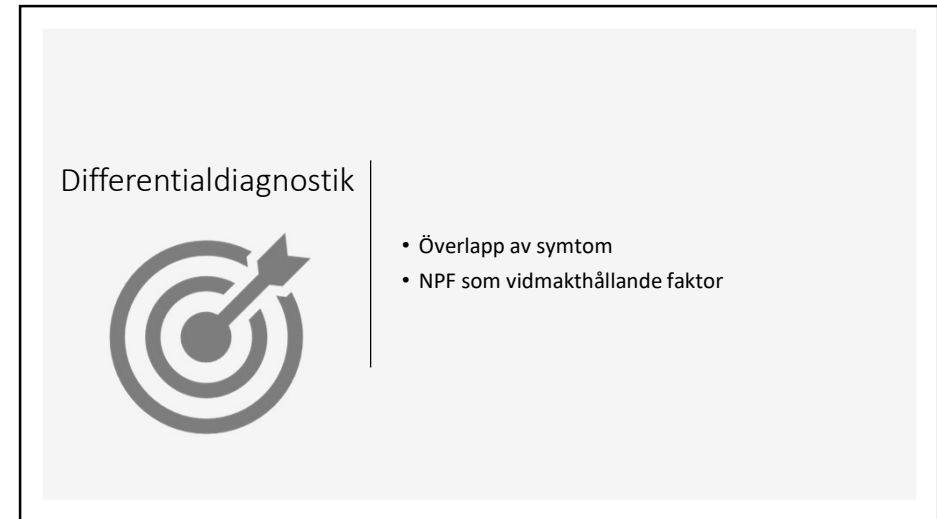 Differentialdiagnostik
• Överlapp av symtom
• NPF som vidmakthållande faktor